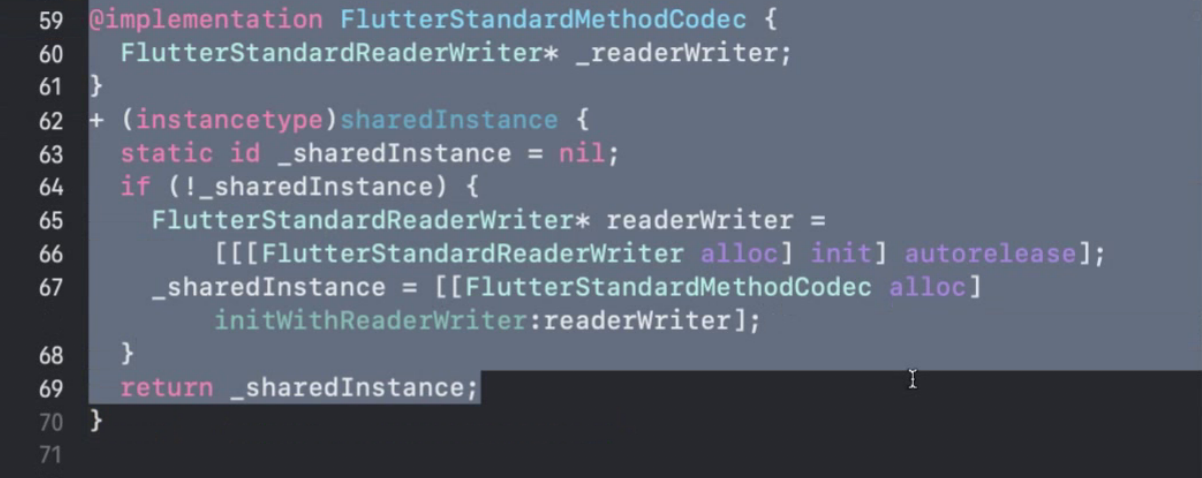 59 @implementation FlutterStandardMethodCodec {
60   FlutterStandardReaderWriter* _readerWriter;
61 }
62 + (instancetype)sharedInstance {
63   static id _sharedInstance = nil;
64   if (!_sharedInstance) {
65     FlutterStandardReaderWriter* readerWriter =
66         [[[FlutterStandardReaderWriter alloc] init] autorelease];
67     _sharedInstance = [[FlutterStandardMethodCodec alloc]
        initWithReaderWriter:readerWriter];
68   }
69   return _sharedInstance;
70 }
71